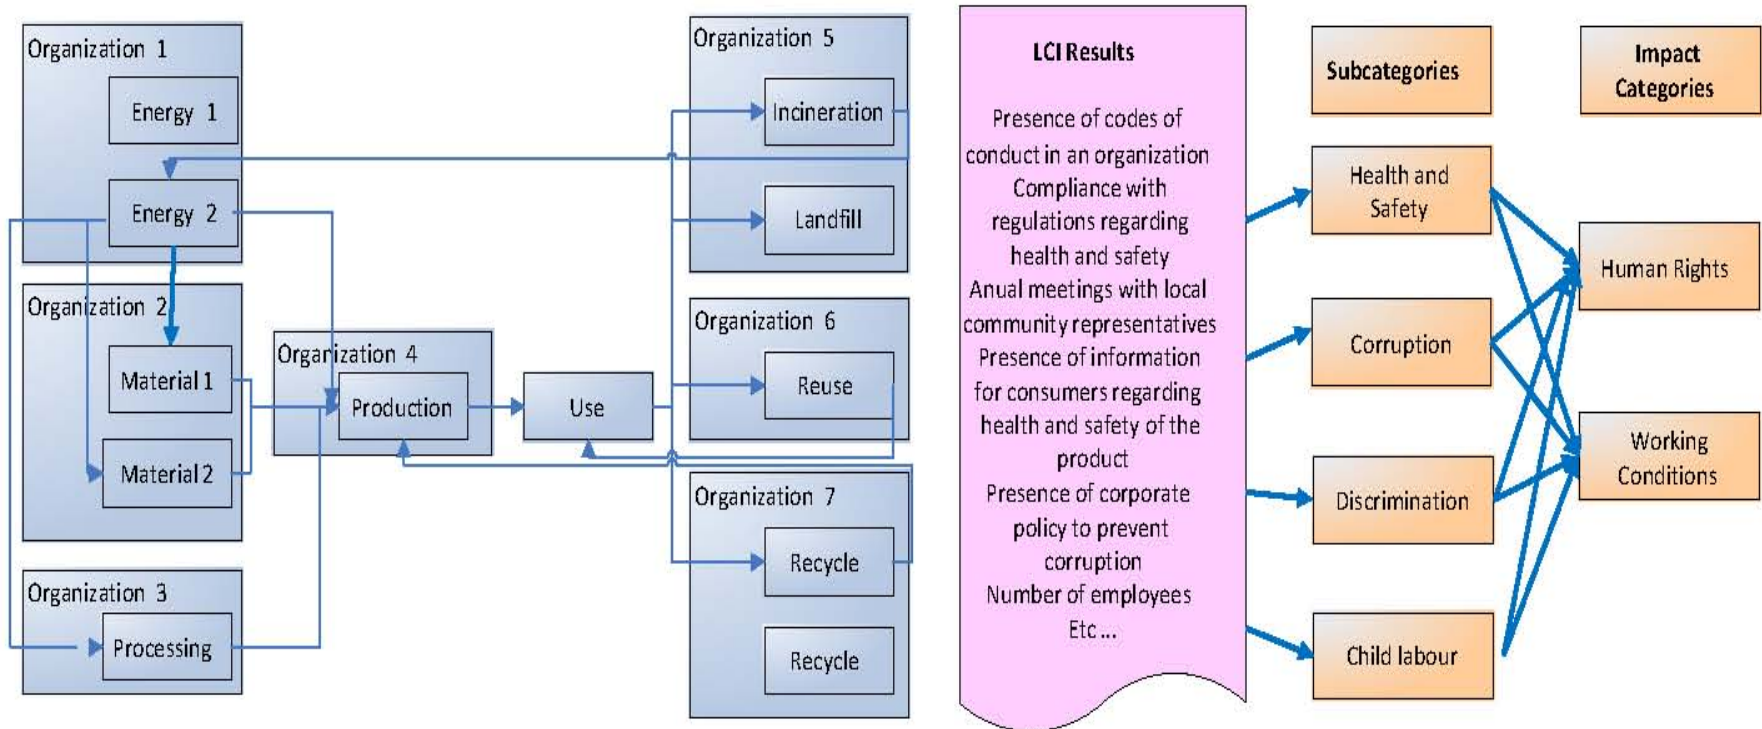 Organization 1
Energy 1
Energy 2
Organization 2
Material 1
Material 2
Organization 3
Processing
Organization 4
Production
Use
Organization 5
Incineration
Landfill
Organization 6
Reuse
Organization 7
Recycle
Recycle
LCI Results
Presence of codes of
conduct in an organization
Compliance with
regulations regarding
health and safety
Anual meetings with local
community representatives
Presence of information
for consumers regarding
health and safety of the
product
Presence of corporate
policy to prevent
corruption
Number of employees
Etc ...
Subcategories
Health and
Safety
Corruption
Discrimination
Child labour
Impact
Categories
Human Rights
Working
Conditions